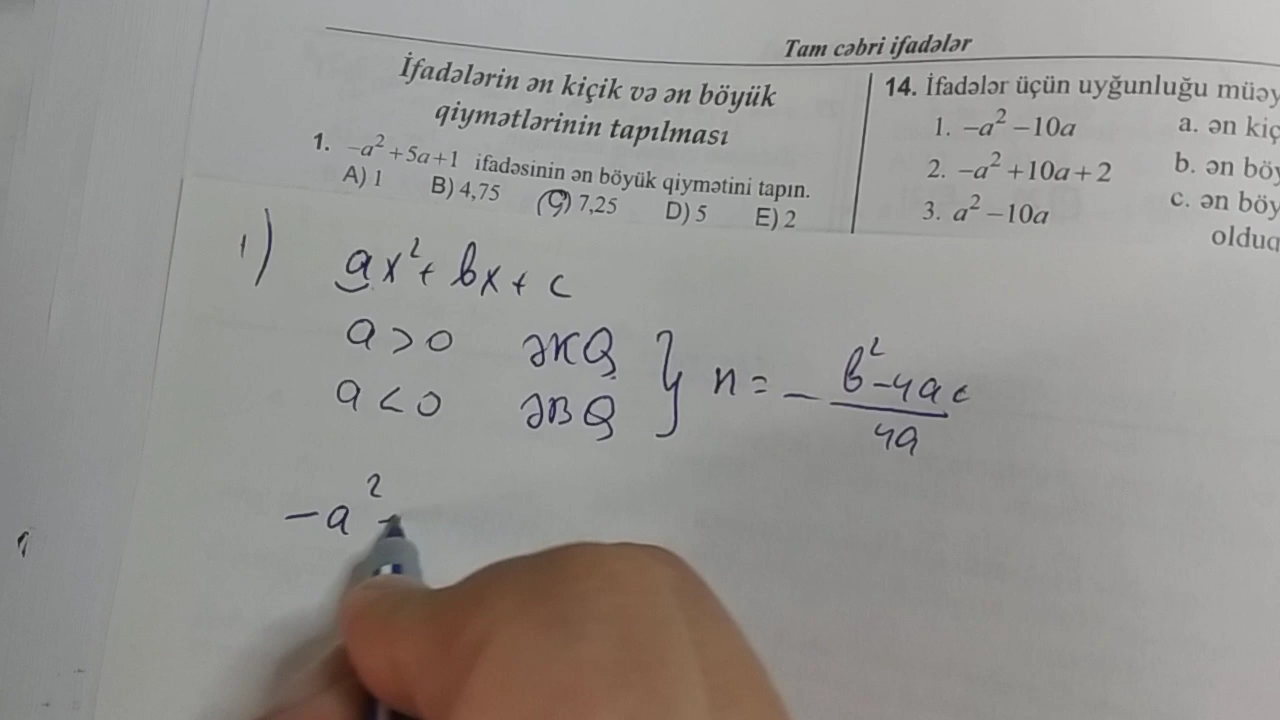 Tam cəbri ifadələr
İfadələrin ən kiçik və ən böyük
qiymətlərinin tapılması
1. −a²+5a+1 ifadəsinin ən böyük qiymətini tapın.
A) 1 B) 4,75 C) 7,25 D) 5 E) 2
14. İfadələr üçün uyğunluğu müəy
1. −a²−10a a. ən kiç
2. −a²+10a+2 b. ən böy
3. a²−10a c. ən böy
olduq
1) ax²+bx+c
a>0 ƏKQ
a<0 ƏBQ } n = − (b²−4ac)/(4a)
−a²